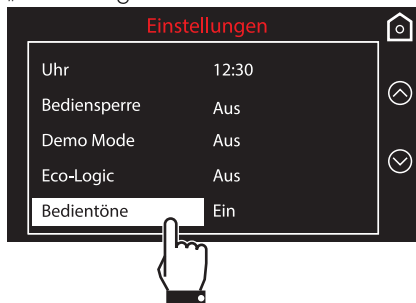 Einstellungen
Uhr 12:30
Bediensperre Aus
Demo Mode Aus
Eco-Logic Aus
Bedientöne Ein